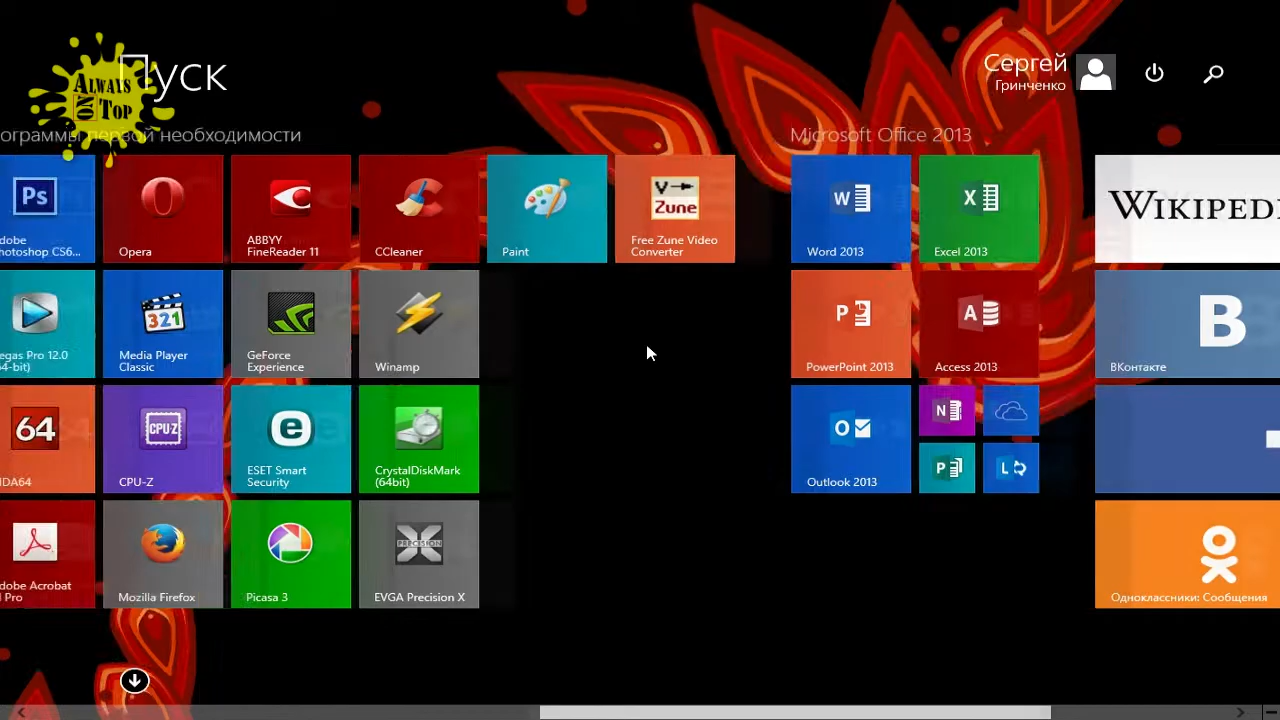 Пуск
ALWAYS
ON
TOP
Сергей
Гринченко
ограммы первой необходимости
Microsoft Office 2013
Ps
dobe
hotoshop CS6...
Opera
ABBYY
FineReader 11
CCleaner
Paint
V
Zune
Free Zune Video
Converter
W
Word 2013
X
Excel 2013
WIKIPEDI
egas Pro 12.0
4-bit)
321
Media Player
Classic
GeForce
Experience
Winamp
P
PowerPoint 2013
A
Access 2013
B
ВКонтакте
64
IDA64
CPU-Z
CPU-Z
e
ESET Smart
Security
CrystalDiskMark
(64bit)
O
Outlook 2013
N
P
L
dobe Acrobat
I Pro
Mozilla Firefox
Picasa 3
PRECISION
EVGA Precision X
Одноклассники: Сообщения